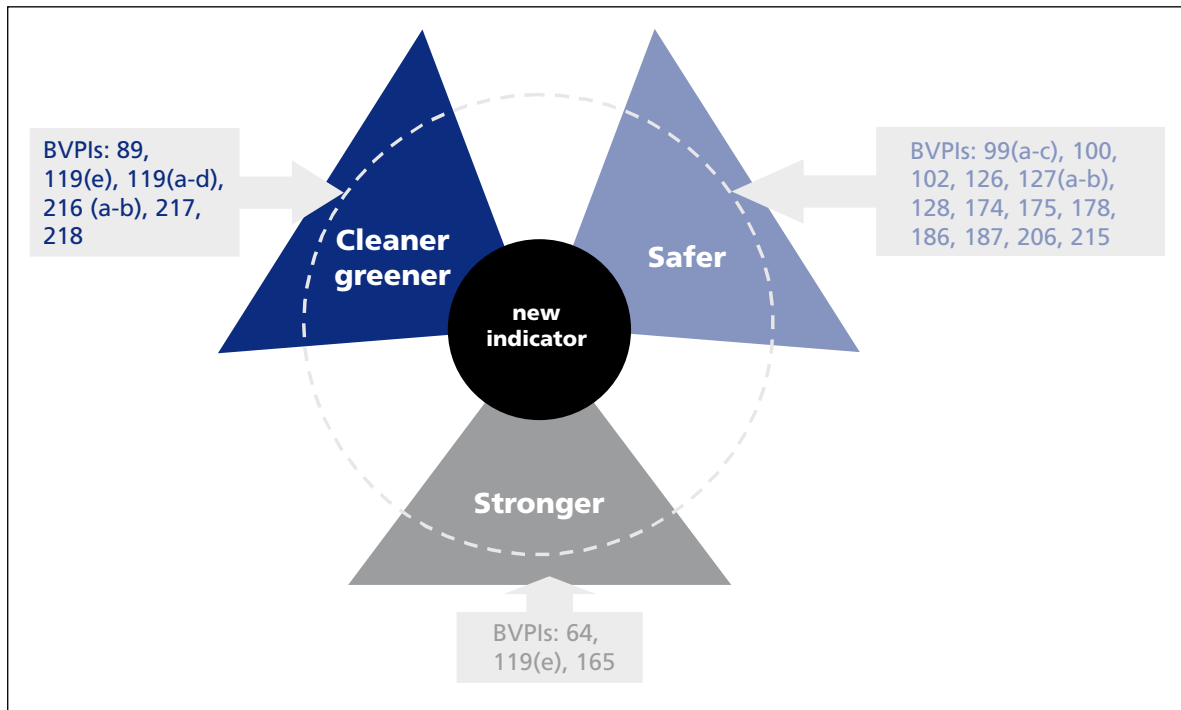 BVPIs: 89,
119(e), 119(a-d),
216 (a-b), 217,
218
Cleaner
greener
BVPIs: 99(a-c), 100,
102, 126, 127(a-b),
128, 174, 175, 178,
186, 187, 206, 215
Safer
new
indicator
Stronger
BVPIs: 64,
119(e), 165